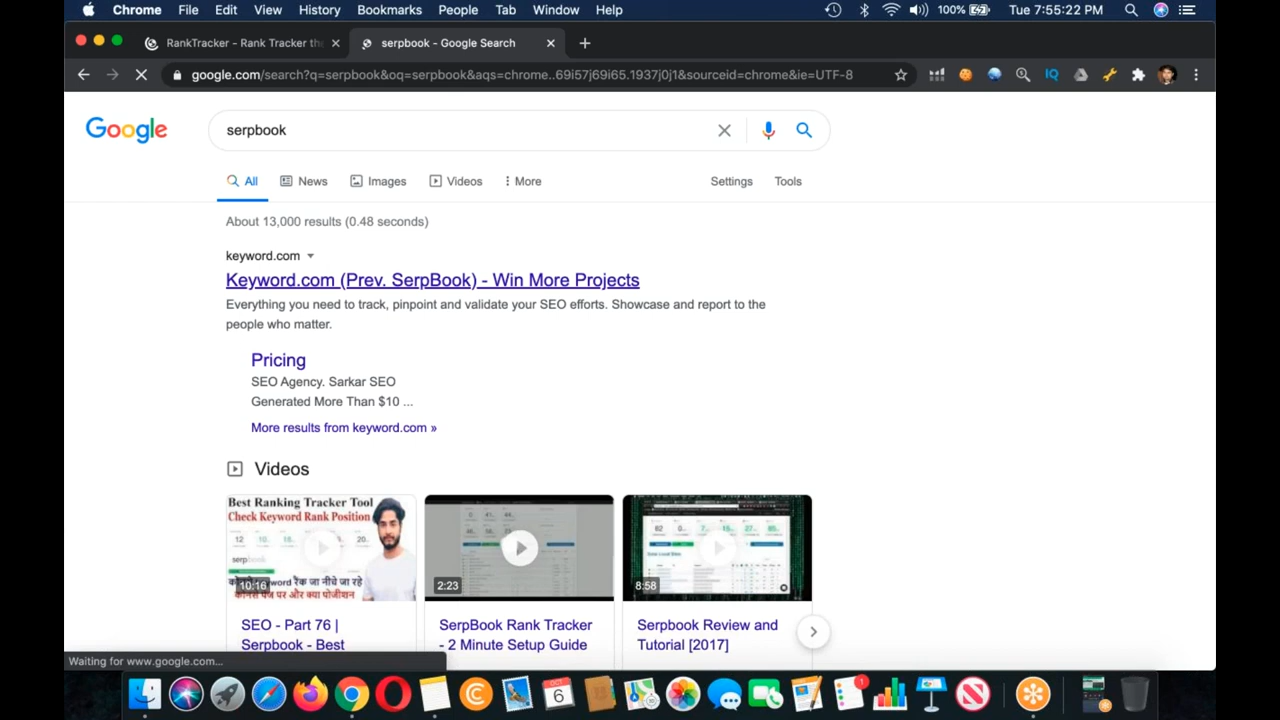 Chrome File Edit View History Bookmarks People Tab Window Help 100% Tue 7:55:22 PM
RankTracker - Rank Tracker th
serpbook - Google Search
google.com/search?q=serpbook&oq=serpbook&aqs=chrome..69i57j69i65.1937j0j1&sourceid=chrome&ie=UTF-8
IQ
Google
serpbook
All News Images Videos More Settings Tools
About 13,000 results (0.48 seconds)
keyword.com
Keyword.com (Prev. SerpBook) - Win More Projects
Everything you need to track, pinpoint and validate your SEO efforts. Showcase and report to the
people who matter.
Pricing
SEO Agency. Sarkar SEO
Generated More Than $10 ...
More results from keyword.com »
Videos
Best Ranking Tracker Tool
Check Keyword Rank Position
10:16
2:23
8:58
SEO - Part 76 |
Serpbook - Best
SerpBook Rank Tracker
- 2 Minute Setup Guide
Serpbook Review and
Tutorial [2017]
Waiting for www.google.com...
OCT
6
1